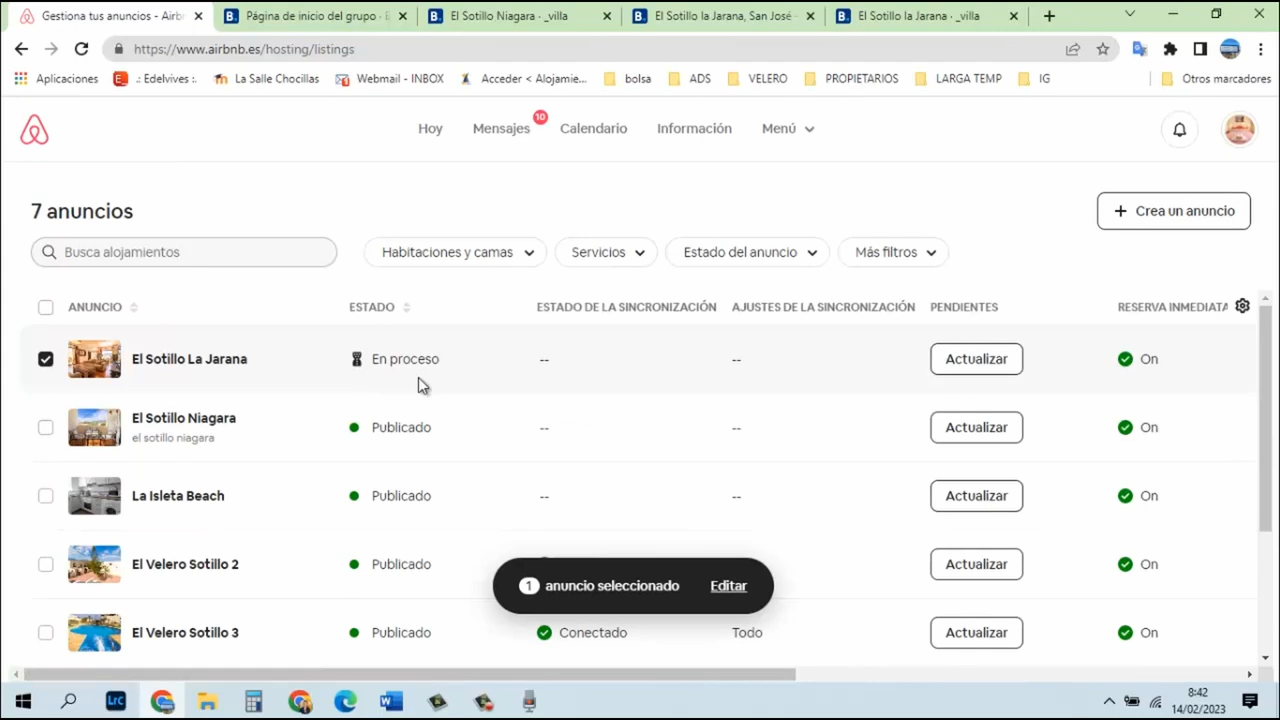 Gestiona tus anuncios - Airbr
Página de inicio del grupo ·
El Sotillo Niagara · _villa
El Sotillo la Jarana, San José -
El Sotillo la Jarana · _villa
https://www.airbnb.es/hosting/listings
Aplicaciones
.: Edelvives :.
La Salle Chocillas
Webmail - INBOX
Acceder < Alojamie...
bolsa
ADS
VELERO
PROPIETARIOS
LARGA TEMP
IG
Otros marcadores
Hoy
Mensajes
10
Calendario
Información
Menú
7 anuncios
Crea un anuncio
Busca alojamientos
Habitaciones y camas
Servicios
Estado del anuncio
Más filtros
ANUNCIO
ESTADO
ESTADO DE LA SINCRONIZACIÓN
AJUSTES DE LA SINCRONIZACIÓN
PENDIENTES
RESERVA INMEDIATA
El Sotillo La Jarana
En proceso
--
--
Actualizar
On
El Sotillo Niagara
el sotillo niagara
Publicado
--
--
Actualizar
On
La Isleta Beach
Publicado
--
--
Actualizar
On
El Velero Sotillo 2
Publicado
Actualizar
On
1 anuncio seleccionado
Editar
El Velero Sotillo 3
Publicado
Conectado
Todo
Actualizar
On
Lrc
8:42
14/02/2023